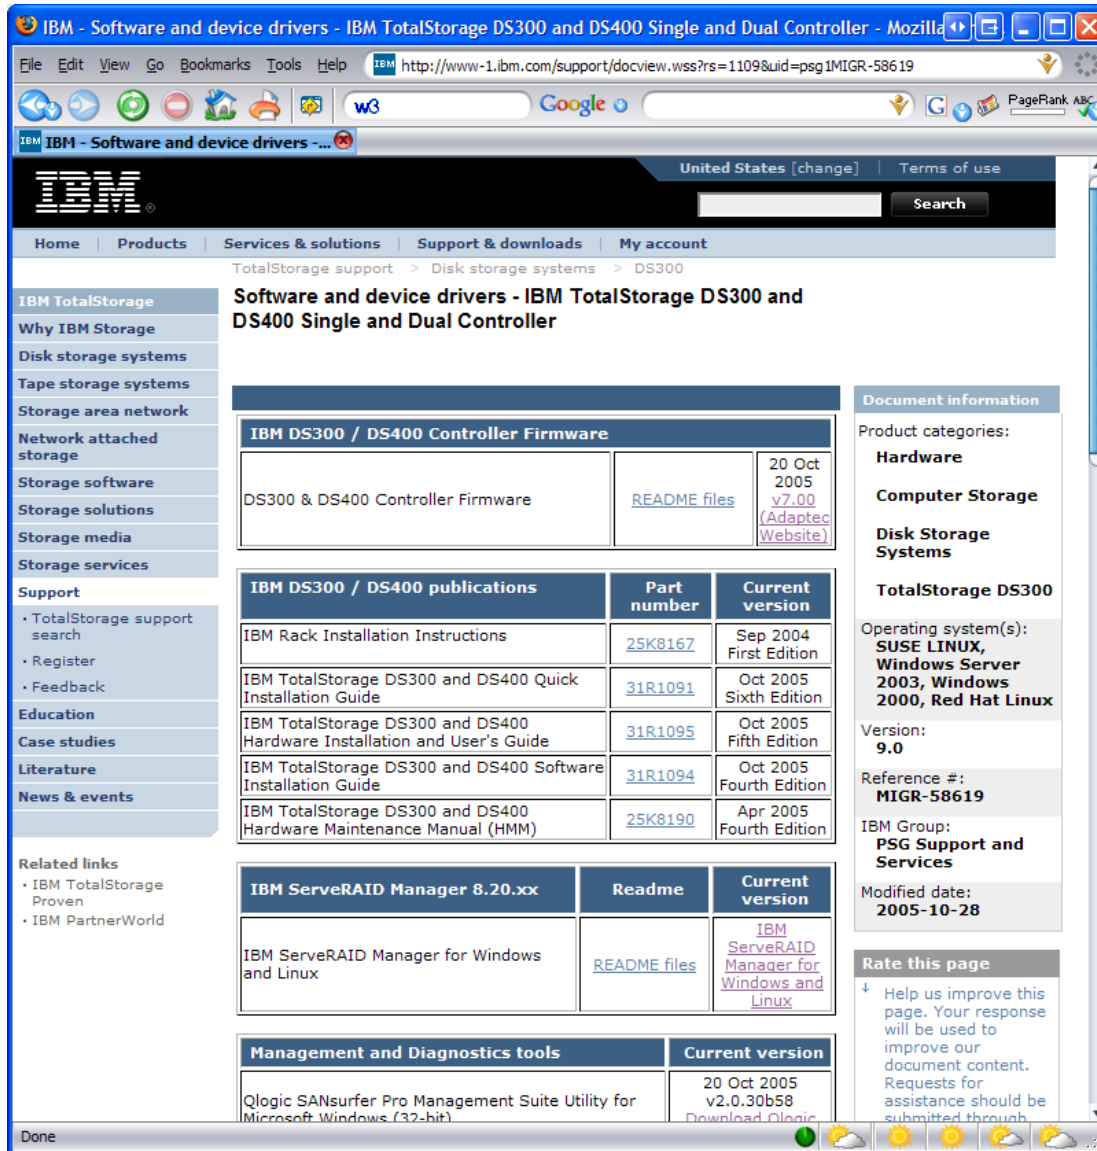 IBM - Software and device drivers - IBM TotalStorage DS300 and DS400 Single and Dual Controller - Mozilla
File Edit View Go Bookmarks Tools Help
IBM http://www-1.ibm.com/support/docview.wss?rs=1109&uid=psg1MIGR-58619
w3
Google
G
PageRank
ABC
IBM IBM - Software and device drivers -...
United States [change] | Terms of use
IBM ®
Search
Home | Products | Services & solutions | Support & downloads | My account
TotalStorage support > Disk storage systems > DS300
IBM TotalStorage
Why IBM Storage
Disk storage systems
Tape storage systems
Storage area network
Network attached
storage
Storage software
Storage solutions
Storage media
Storage services
Support
· TotalStorage support
search
· Register
· Feedback
Education
Case studies
Literature
News & events
Related links
· IBM TotalStorage
Proven
· IBM PartnerWorld
Software and device drivers - IBM TotalStorage DS300 and
DS400 Single and Dual Controller
IBM DS300 / DS400 Controller Firmware
DS300 & DS400 Controller Firmware
README files
20 Oct
2005
v7.00
(Adaptec
Website)
IBM DS300 / DS400 publications
Part
number
Current
version
IBM Rack Installation Instructions
25K8167
Sep 2004
First Edition
IBM TotalStorage DS300 and DS400 Quick
Installation Guide
31R1091
Oct 2005
Sixth Edition
IBM TotalStorage DS300 and DS400
Hardware Installation and User's Guide
31R1095
Oct 2005
Fifth Edition
IBM TotalStorage DS300 and DS400 Software
Installation Guide
31R1094
Oct 2005
Fourth Edition
IBM TotalStorage DS300 and DS400
Hardware Maintenance Manual (HMM)
25K8190
Apr 2005
Fourth Edition
IBM ServeRAID Manager 8.20.xx
Readme
Current
version
IBM ServeRAID Manager for Windows
and Linux
README files
IBM
ServeRAID
Manager for
Windows and
Linux
Management and Diagnostics tools
Current version
Qlogic SANsurfer Pro Management Suite Utility for
Microsoft Windows (32-bit)
20 Oct 2005
v2.0.30b58
Download Qlogic
Document information
Product categories:
Hardware
Computer Storage
Disk Storage
Systems
TotalStorage DS300
Operating system(s):
SUSE LINUX,
Windows Server
2003, Windows
2000, Red Hat Linux
Version:
9.0
Reference #:
MIGR-58619
IBM Group:
PSG Support and
Services
Modified date:
2005-10-28
Rate this page
Help us improve this
page. Your response
will be used to
improve our
document content.
Requests for
assistance should be
submitted through
Done